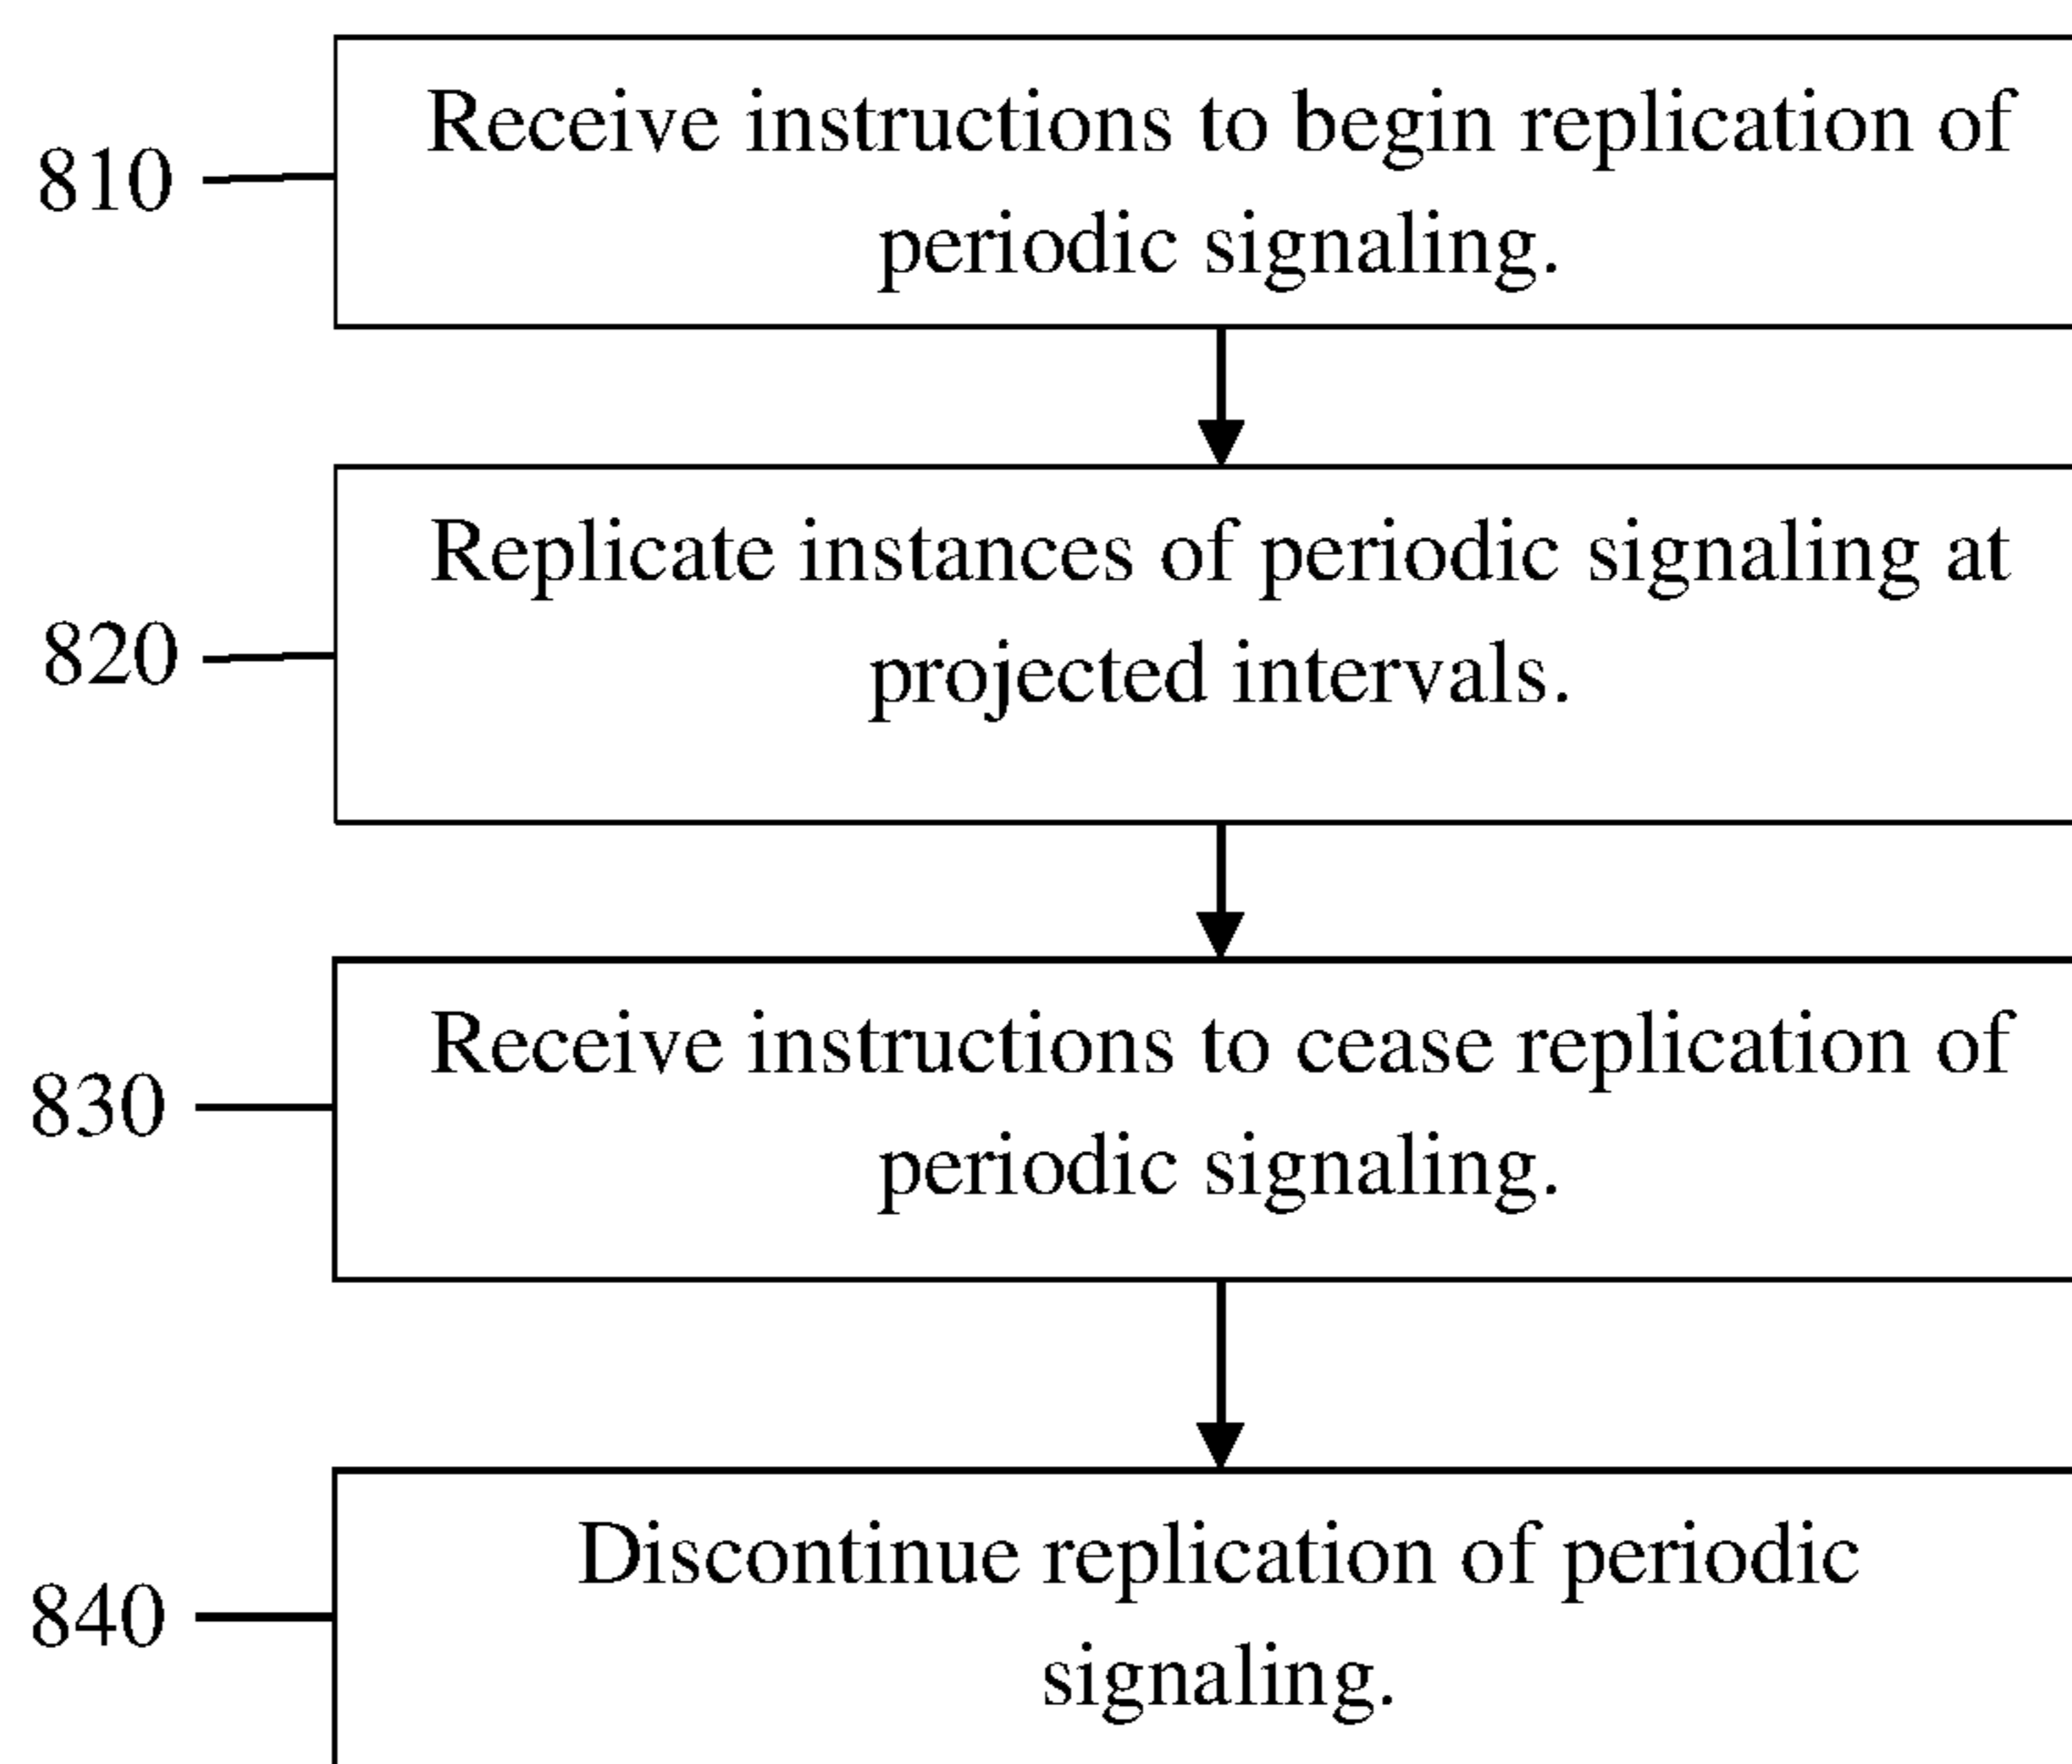 Receive instructions to begin replication of
810
periodic signaling.
Replicate instances of periodic signaling at
820
projected intervals.
Receive instructions to cease replication of
830
periodic signaling.
Discontinue replication of periodic
840
signaling.